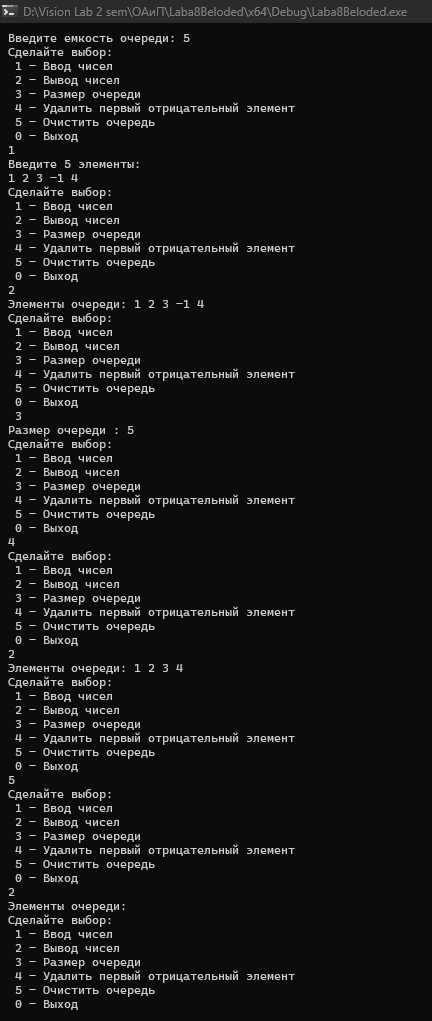 D:\Vision Lab 2 sem\ОАиП\Laba8Beloded\x64\Debug\Laba8Beloded.exe
Введите емкость очереди: 5
Сделайте выбор:
 1 – Ввод чисел
 2 – Вывод чисел
 3 – Размер очереди
 4 – Удалить первый отрицательный элемент
 5 – Очистить очередь
 0 – Выход
1
Введите 5 элементы:
1 2 3 -1 4
Сделайте выбор:
 1 – Ввод чисел
 2 – Вывод чисел
 3 – Размер очереди
 4 – Удалить первый отрицательный элемент
 5 – Очистить очередь
 0 – Выход
2
Элементы очереди: 1 2 3 -1 4
Сделайте выбор:
 1 – Ввод чисел
 2 – Вывод чисел
 3 – Размер очереди
 4 – Удалить первый отрицательный элемент
 5 – Очистить очередь
 0 – Выход
 3
Размер очереди : 5
Сделайте выбор:
 1 – Ввод чисел
 2 – Вывод чисел
 3 – Размер очереди
 4 – Удалить первый отрицательный элемент
 5 – Очистить очередь
 0 – Выход
4
Сделайте выбор:
 1 – Ввод чисел
 2 – Вывод чисел
 3 – Размер очереди
 4 – Удалить первый отрицательный элемент
 5 – Очистить очередь
 0 – Выход
2
Элементы очереди: 1 2 3 4
Сделайте выбор:
 1 – Ввод чисел
 2 – Вывод чисел
 3 – Размер очереди
 4 – Удалить первый отрицательный элемент
 5 – Очистить очередь
 0 – Выход
5
Сделайте выбор:
 1 – Ввод чисел
 2 – Вывод чисел
 3 – Размер очереди
 4 – Удалить первый отрицательный элемент
 5 – Очистить очередь
 0 – Выход
2
Элементы очереди:
Сделайте выбор:
 1 – Ввод чисел
 2 – Вывод чисел
 3 – Размер очереди
 4 – Удалить первый отрицательный элемент
 5 – Очистить очередь
 0 – Выход